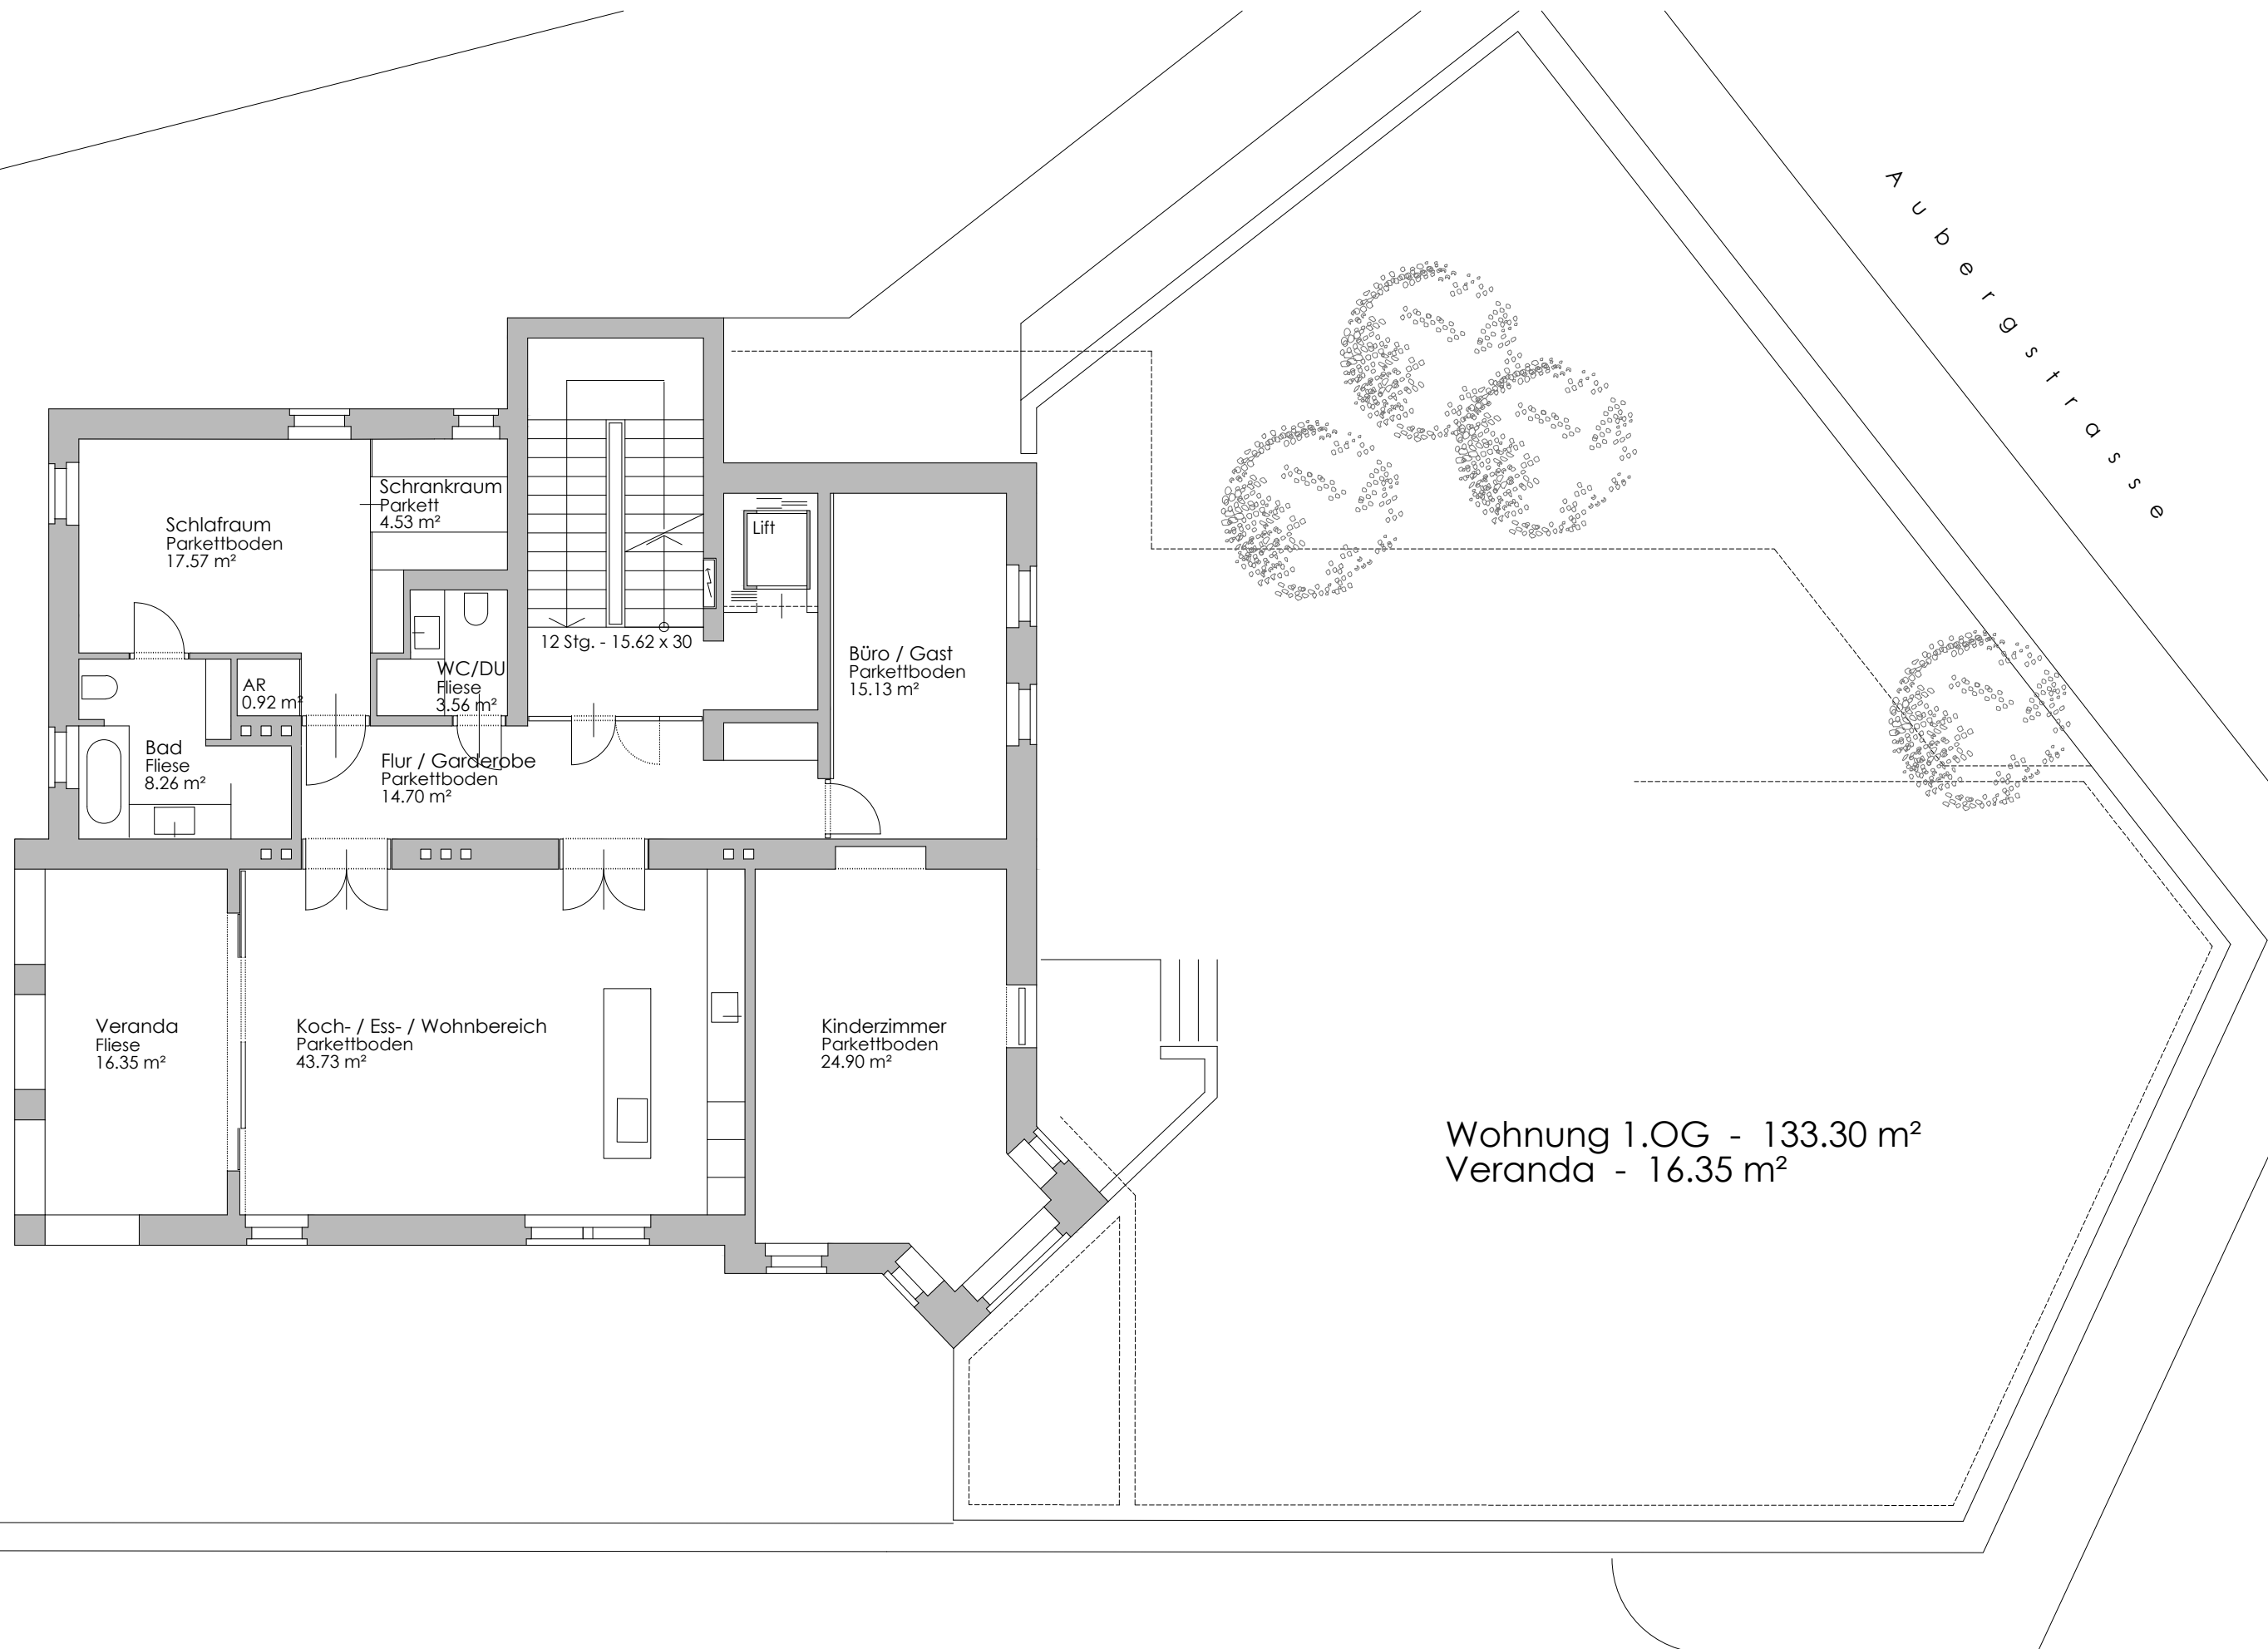 Aubergstrasse
Schrankraum
Parkett
4.53 m²
Schlafraum
Parkettboden
17.57 m²
Lift
12 Stg. - 15.62 x 30
WC/DU
Fliese
3.56 m²
Büro / Gast
Parkettboden
15.13 m²
AR
0.92 m²
Bad
Fliese
8.26 m²
Flur / Garderobe
Parkettboden
14.70 m²
Veranda
Fliese
16.35 m²
Koch- / Ess- / Wohnbereich
Parkettboden
43.73 m²
Kinderzimmer
Parkettboden
24.90 m²
Wohnung 1.OG - 133.30 m²
Veranda - 16.35 m²